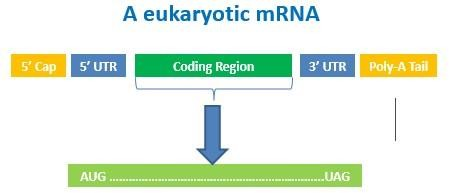 A eukaryotic mRNA
5’ Cap 5’ UTR Coding Region 3’ UTR Poly-A Tail
AUG ……………………………………………………………UAG